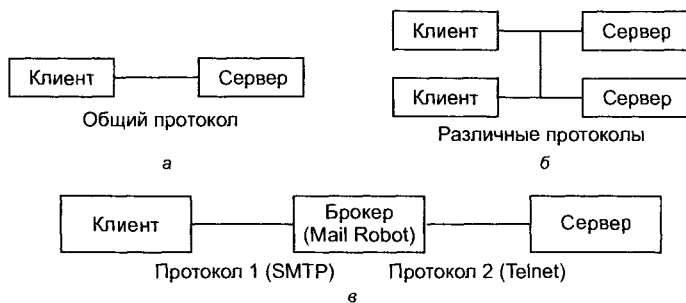 Клиент Сервер
Общий протокол
а
Клиент Сервер
Клиент Сервер
Различные протоколы
б
Клиент Брокер (Mail Robot) Сервер
Протокол 1 (SMTP) Протокол 2 (Telnet)
в